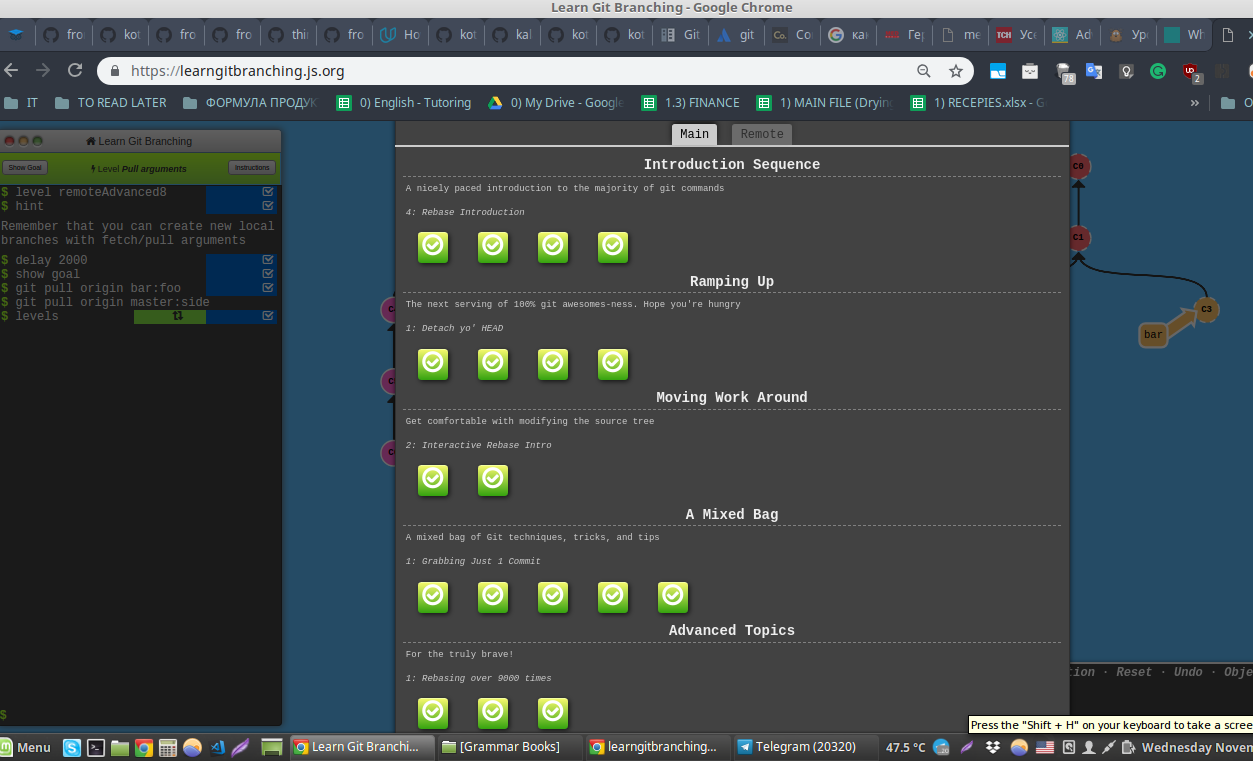 Learn Git Branching - Google Chrome
fro kot fro fro thi fro Ho kot kal kot kot Git git Co как Гер me Усс Ad Уро Wh
https://learngitbranching.js.org
78 2
IT TO READ LATER ФОРМУЛА ПРОДУК 0) English - Tutoring 0) My Drive - Google 1.3) FINANCE 1) MAIN FILE (Drying 1) RECEPIES.xlsx - G » O
Learn Git Branching
Show Goal Level Pull arguments Instructions
$ level remoteAdvanced8
$ hint
Remember that you can create new local
branches with fetch/pull arguments
$ delay 2000
$ show goal
$ git pull origin bar:foo
$ git pull origin master:side
$ levels
$
Main Remote
Introduction Sequence
A nicely paced introduction to the majority of git commands
4: Rebase Introduction
Ramping Up
The next serving of 100% git awesomes-ness. Hope you're hungry
1: Detach yo' HEAD
Moving Work Around
Get comfortable with modifying the source tree
2: Interactive Rebase Intro
A Mixed Bag
A mixed bag of Git techniques, tricks, and tips
1: Grabbing Just 1 Commit
Advanced Topics
For the truly brave!
1: Rebasing over 9000 times
C0
C1
C3
bar
tion · Reset · Undo · Obje
Press the "Shift + H" on your keyboard to take a scree
Menu Learn Git Branchi... [Grammar Books] learngitbranching... Telegram (20320) 47.5 °C Wednesday Novem